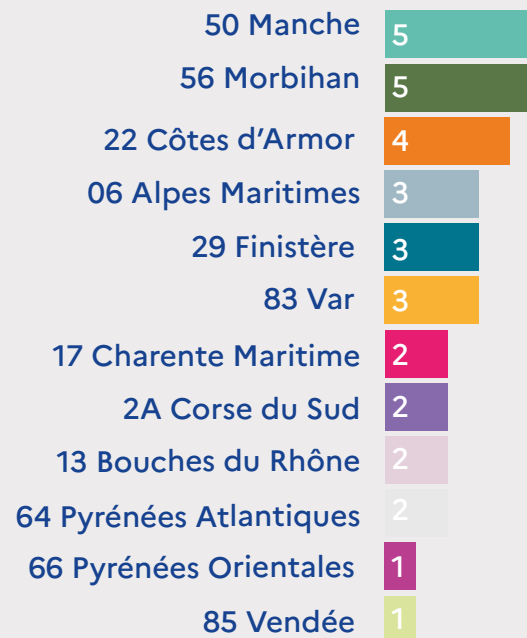 50 Manche 5
56 Morbihan 5
22 Côtes d'Armor 4
06 Alpes Maritimes 3
29 Finistère 3
83 Var 3
17 Charente Maritime 2
2A Corse du Sud 2
13 Bouches du Rhône 2
64 Pyrénées Atlantiques 2
66 Pyrénées Orientales 1
85 Vendée 1